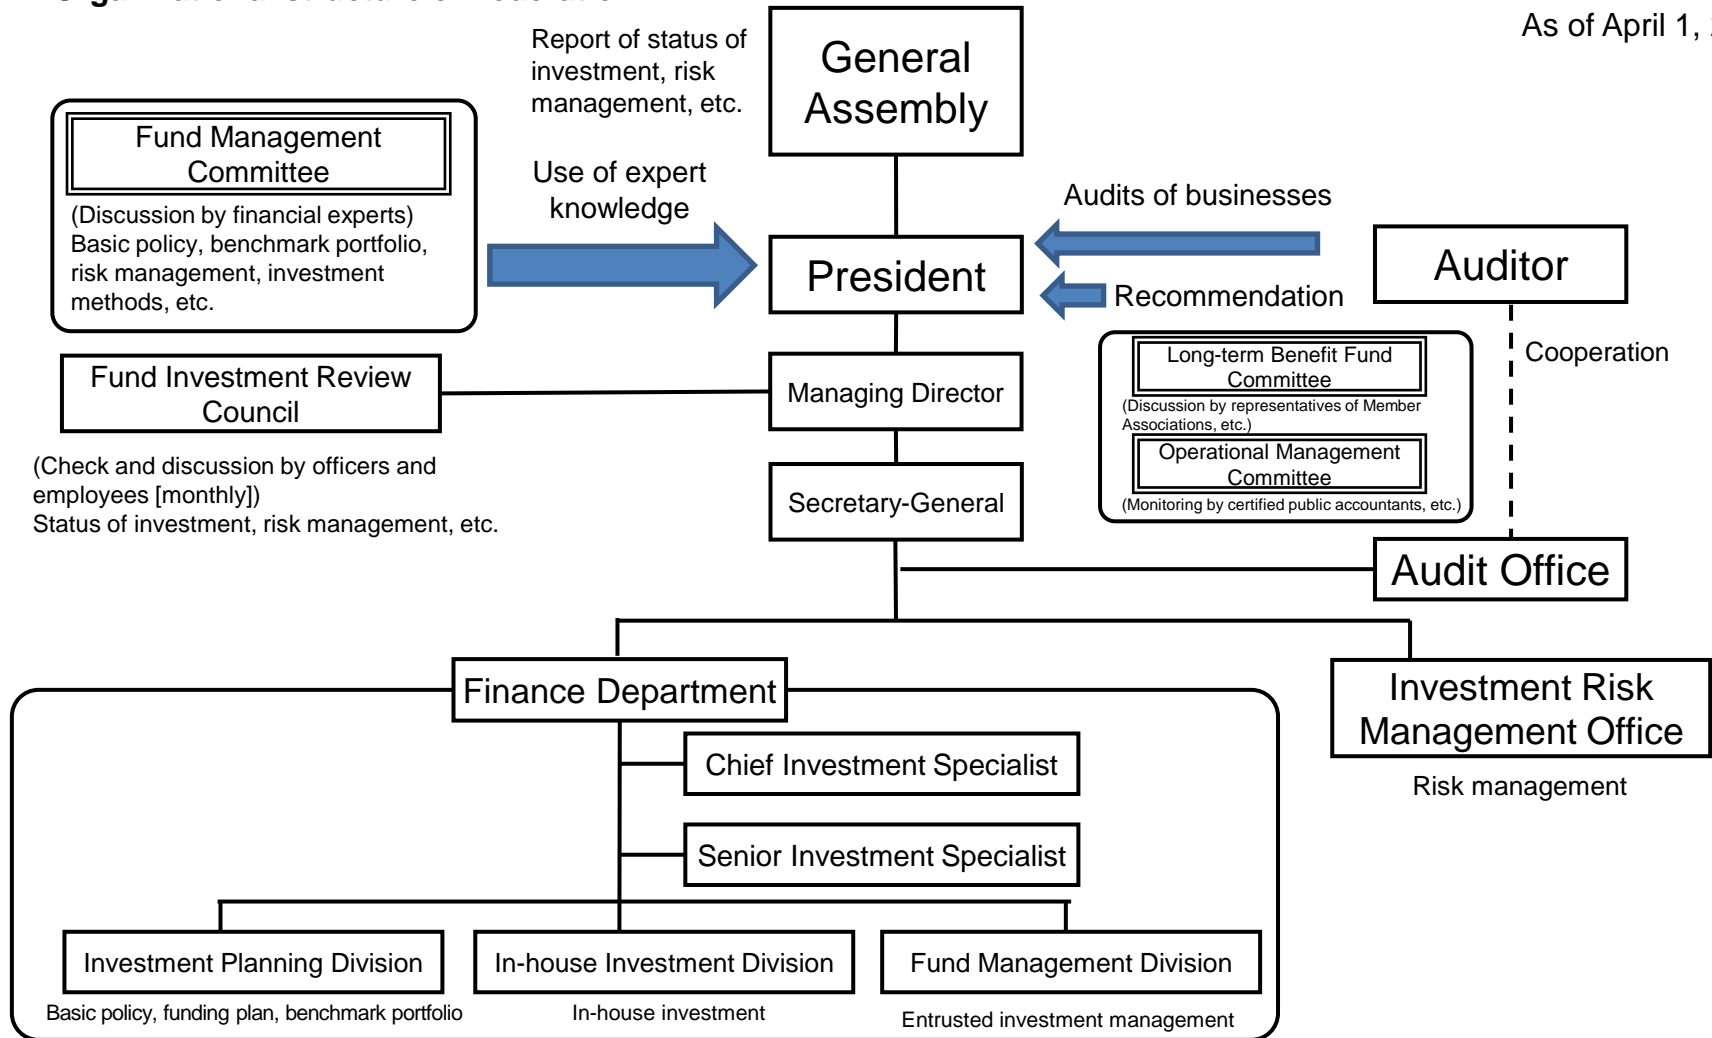 As of April 1,
Report of status of
investment, risk
management, etc.
General
Assembly
Fund Management
Committee
(Discussion by financial experts)
Basic policy, benchmark portfolio,
risk management, investment
methods, etc.
Use of expert
knowledge
Audits of businesses
President
Auditor
Recommendation
Cooperation
Fund Investment Review
Council
(Check and discussion by officers and
employees [monthly])
Status of investment, risk management, etc.
Managing Director
Long-term Benefit Fund
Committee
(Discussion by representatives of Member
Associations, etc.)
Operational Management
Committee
(Monitoring by certified public accountants, etc.)
Secretary-General
Audit Office
Finance Department
Investment Risk
Management Office
Risk management
Chief Investment Specialist
Senior Investment Specialist
Investment Planning Division
Basic policy, funding plan, benchmark portfolio
In-house Investment Division
In-house investment
Fund Management Division
Entrusted investment management